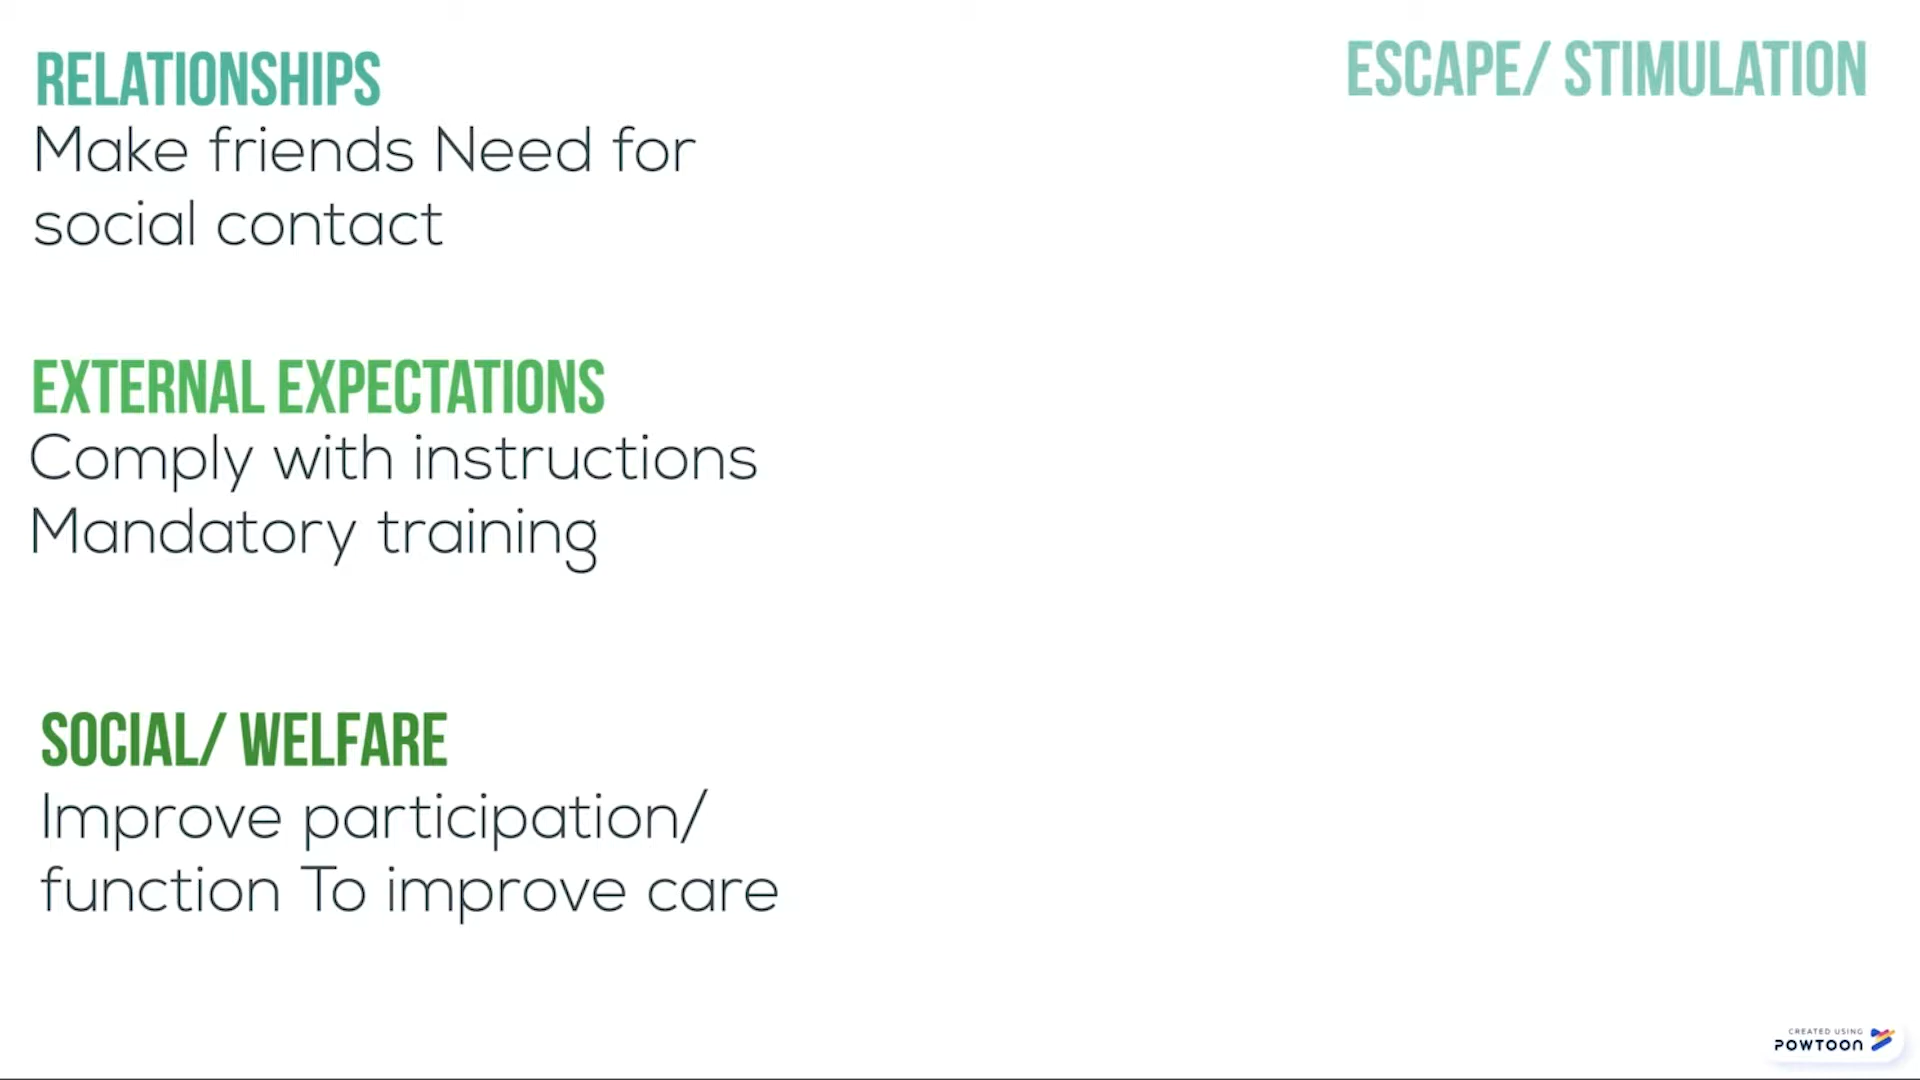 RELATIONSHIPS
Make friends Need for
social contact
EXTERNAL EXPECTATIONS
Comply with instructions
Mandatory training
SOCIAL/ WELFARE
Improve participation/
function To improve care
ESCAPE/ STIMULATION
CREATED USING
POWTOON